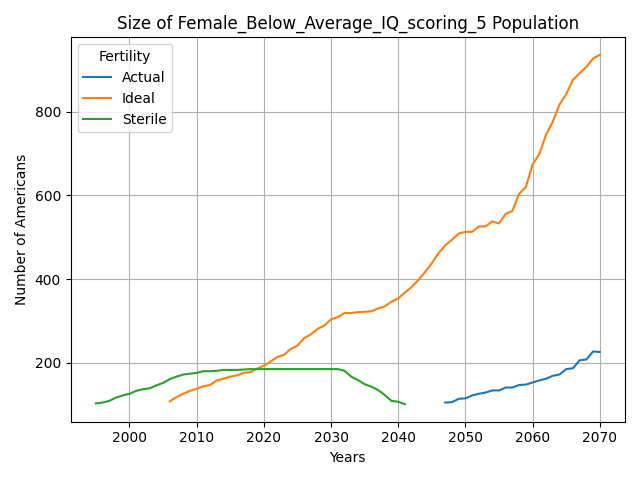 Size of Female_Below_Average_IQ_scoring_5 Population
Fertility
Actual
Ideal
Sterile
Number of Americans
800
600
400
200
2000 2010 2020 2030 2040 2050 2060 2070
Years